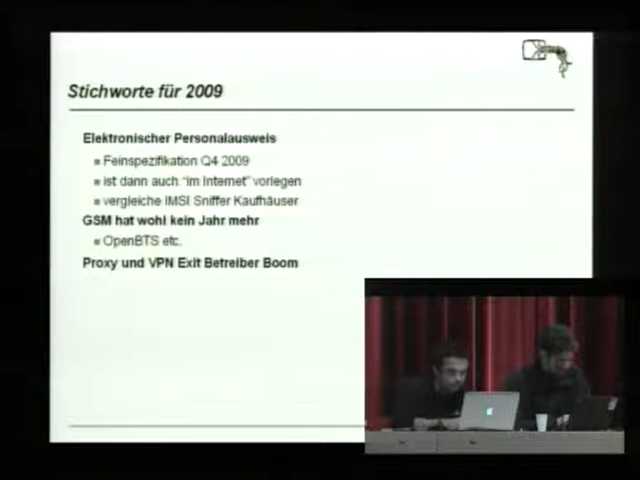 Stichworte für 2009
Elektronischer Personalausweis
Feinspezifikation Q4 2009
ist dann auch "im Internet" vorlegen
vergleiche IMSI Sniffer Kaufhäuser
GSM hat wohl kein Jahr mehr
OpenBTS etc.
Proxy und VPN Exit Betreiber Boom